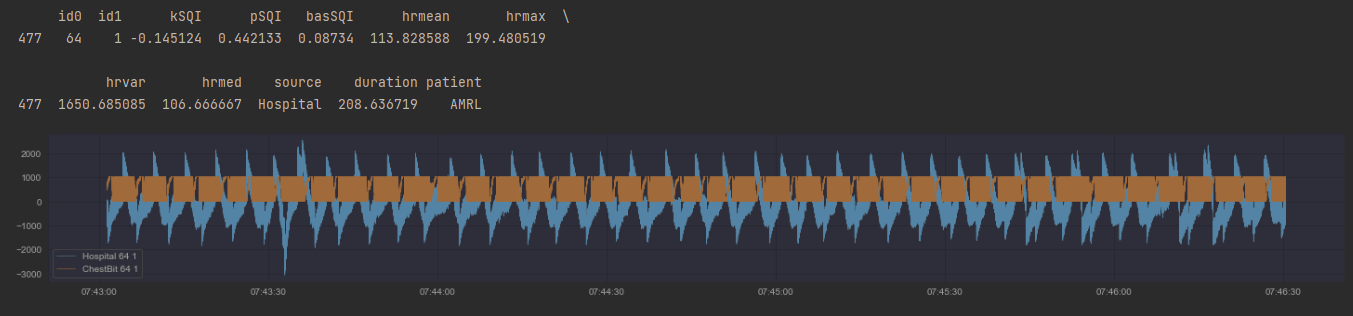 id0 id1 kSQI pSQI basSQI hrmean hrmax \
477 64 1 -0.145124 0.442133 0.08734 113.828588 199.480519
hrvar hrmed source duration patient
477 1650.685085 106.666667 Hospital 208.636719 AMRL
2000
1000
0
-1000
-2000
-3000
Hospital 64 1
ChestBit 64 1
07:43:00 07:43:30 07:44:00 07:44:30 07:45:00 07:45:30 07:46:00 07:46:30